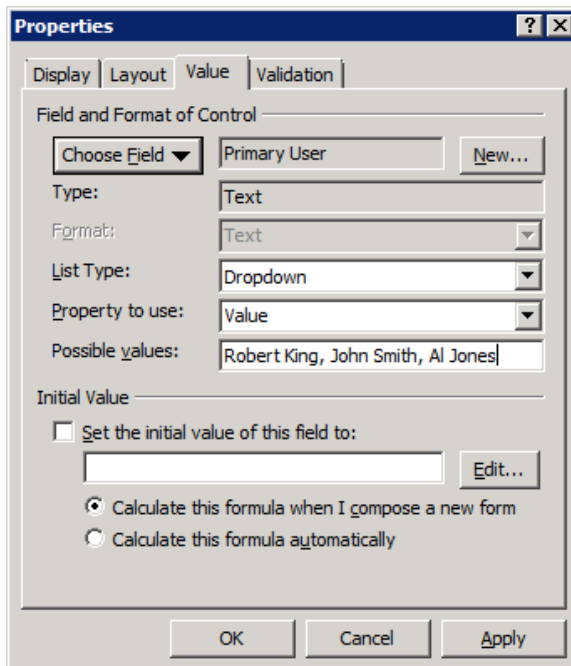 Properties
Display Layout Value Validation
Field and Format of Control
Choose Field Primary User New...
Type: Text
Format: Text
List Type: Dropdown
Property to use: Value
Possible values: Robert King, John Smith, Al Jones
Initial Value
Set the initial value of this field to:
Edit...
Calculate this formula when I compose a new form
Calculate this formula automatically
OK Cancel Apply